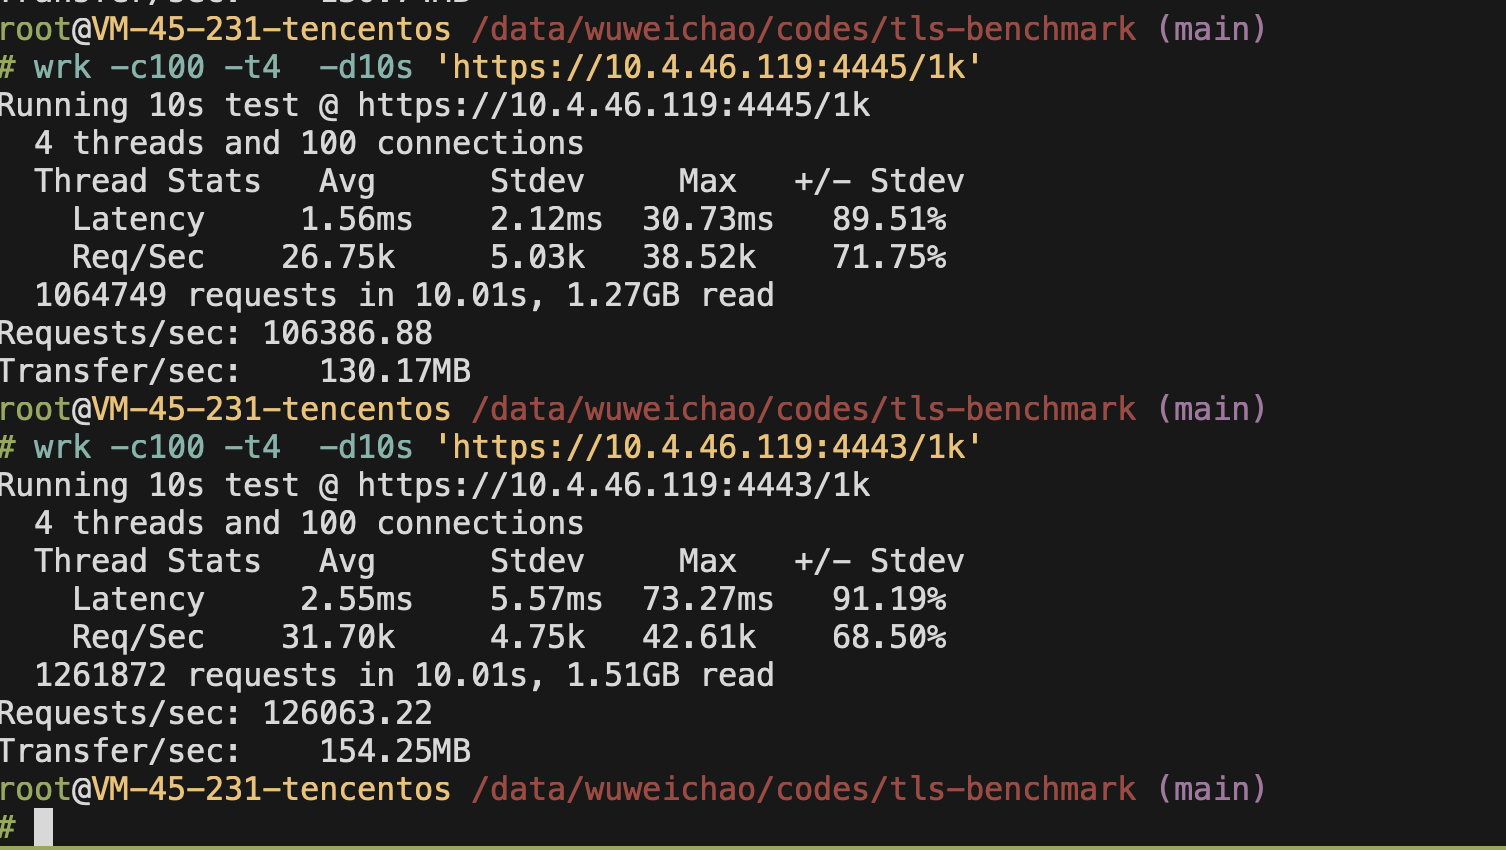 root@VM-45-231-tencentos /data/wuweichao/codes/tls-benchmark (main)
# wrk -c100 -t4  -d10s 'https://10.4.46.119:4445/1k'
Running 10s test @ https://10.4.46.119:4445/1k
  4 threads and 100 connections
  Thread Stats   Avg      Stdev     Max   +/- Stdev
    Latency     1.56ms    2.12ms  30.73ms   89.51%
    Req/Sec    26.75k     5.03k   38.52k    71.75%
  1064749 requests in 10.01s, 1.27GB read
Requests/sec: 106386.88
Transfer/sec:    130.17MB
root@VM-45-231-tencentos /data/wuweichao/codes/tls-benchmark (main)
# wrk -c100 -t4  -d10s 'https://10.4.46.119:4443/1k'
Running 10s test @ https://10.4.46.119:4443/1k
  4 threads and 100 connections
  Thread Stats   Avg      Stdev     Max   +/- Stdev
    Latency     2.55ms    5.57ms  73.27ms   91.19%
    Req/Sec    31.70k     4.75k   42.61k    68.50%
  1261872 requests in 10.01s, 1.51GB read
Requests/sec: 126063.22
Transfer/sec:    154.25MB
root@VM-45-231-tencentos /data/wuweichao/codes/tls-benchmark (main)
#